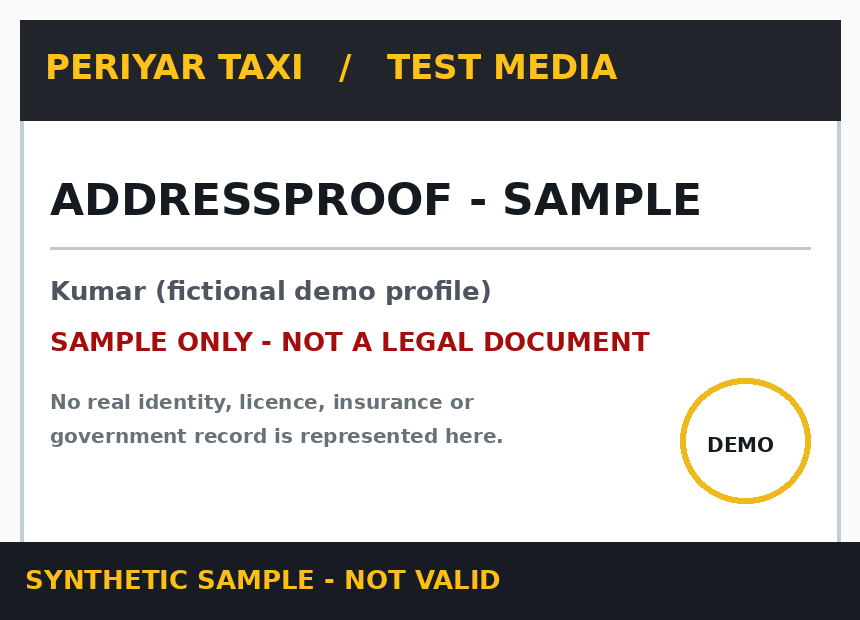 PERIYAR TAXI / TEST MEDIA
ADDRESSPROOF - SAMPLE
Kumar (fictional demo profile)
SAMPLE ONLY - NOT A LEGAL DOCUMENT
No real identity, licence, insurance or
government record is represented here.
DEMO
SYNTHETIC SAMPLE - NOT VALID